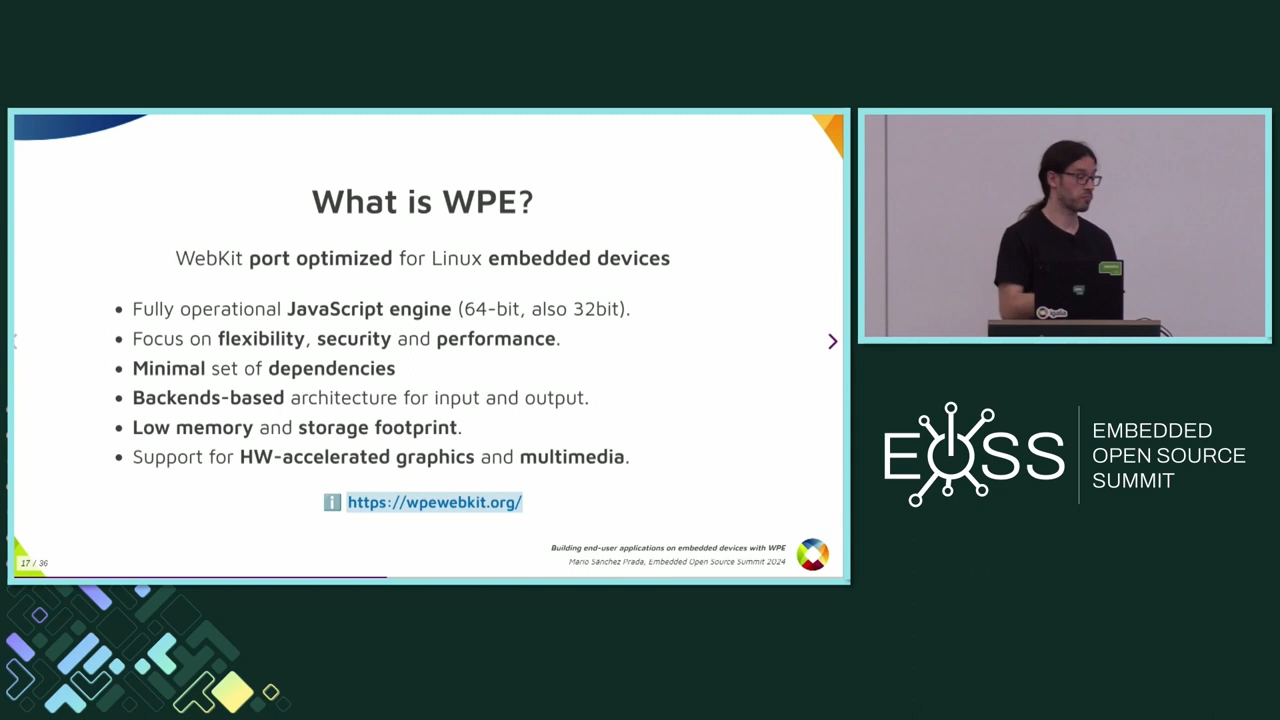 What is WPE?
WebKit port optimized for Linux embedded devices
Fully operational JavaScript engine (64-bit, also 32bit).
Focus on flexibility, security and performance.
Minimal set of dependencies
Backends-based architecture for input and output.
Low memory and storage footprint.
Support for HW-accelerated graphics and multimedia.
https://wpewebkit.org/
Building end-user applications on embedded devices with WPE
Mario Sánchez Prada, Embedded Open Source Summit 2024
17 / 36
EOSS
EMBEDDED
OPEN SOURCE
SUMMIT